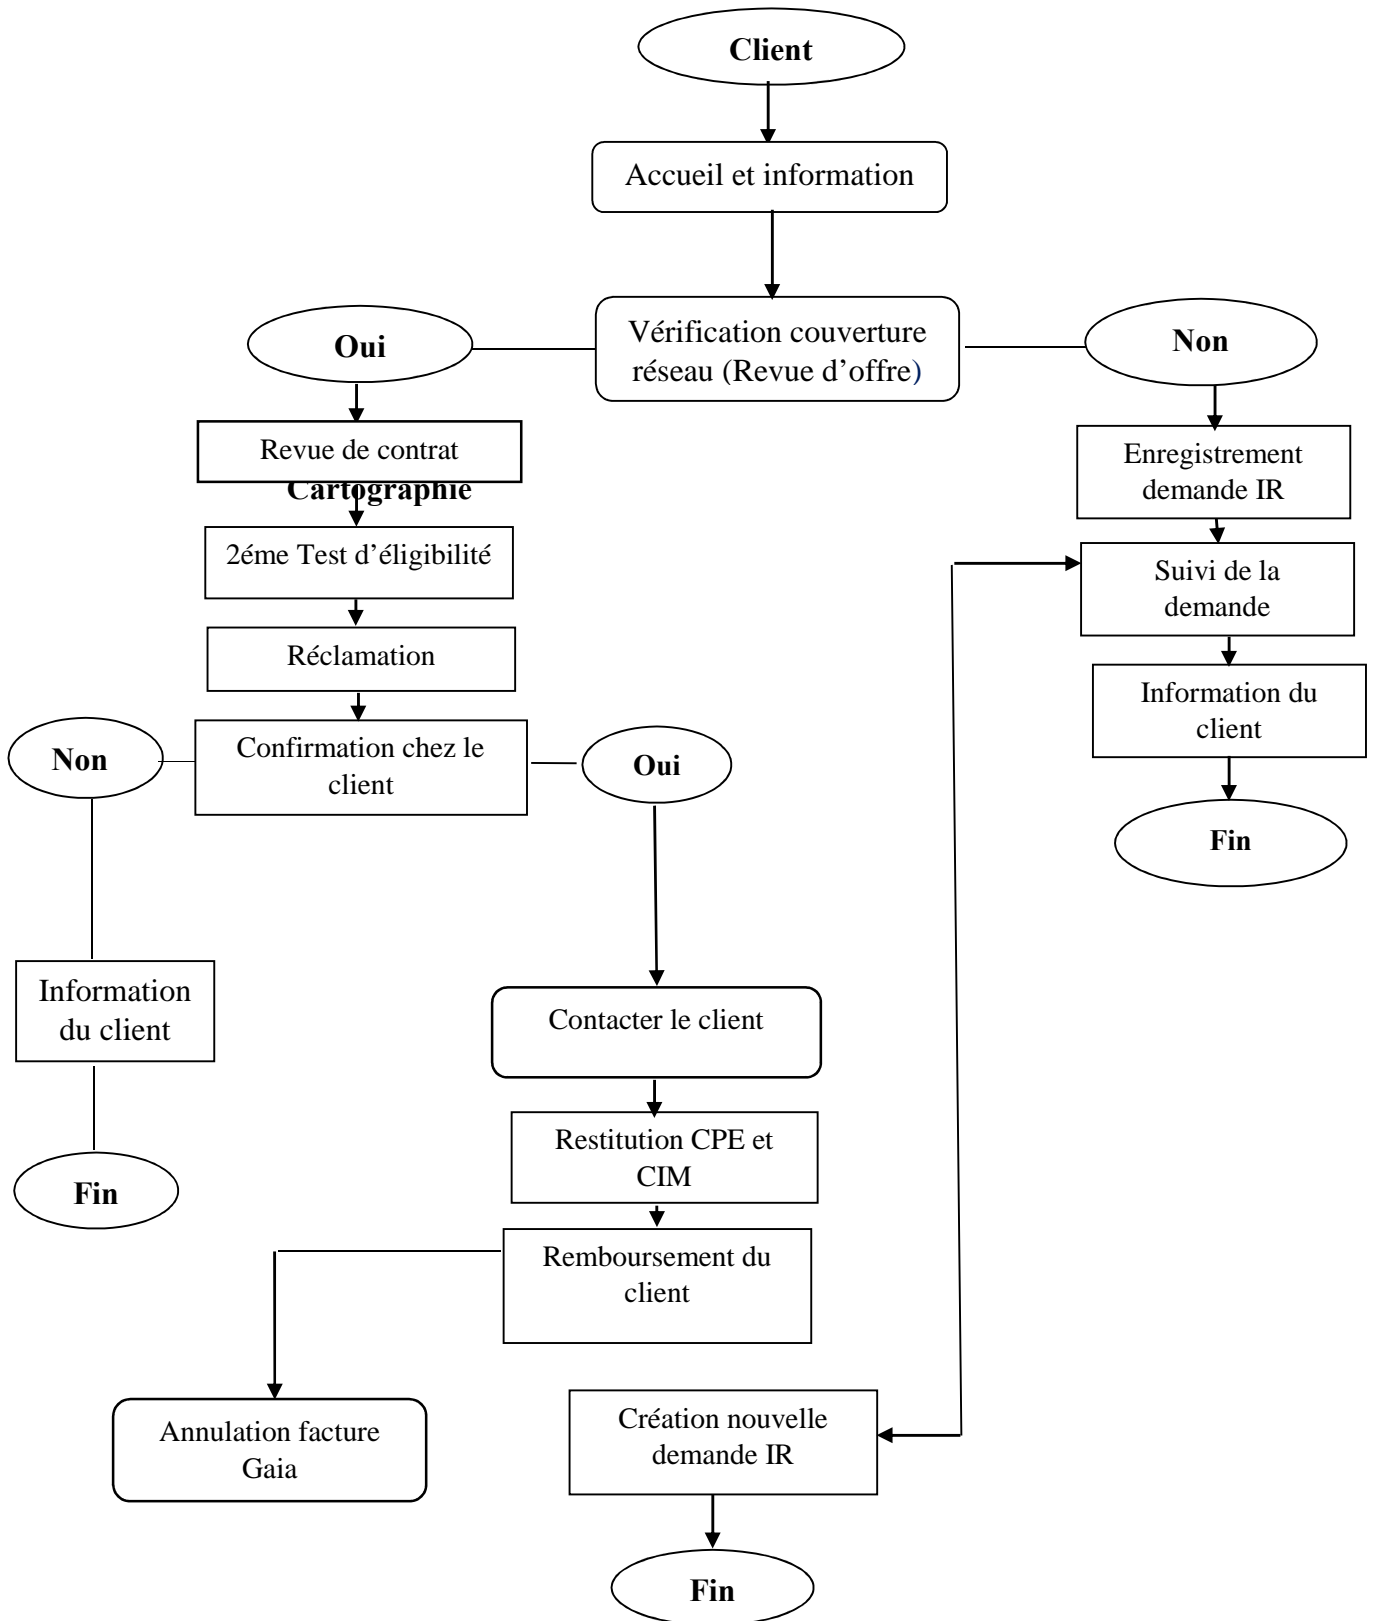 Client
Accueil et information
Vérification couverture
réseau (Revue d'offre)
Oui
Non
Revue de contrat
Cartographie
2éme Test d'éligibilité
Réclamation
Confirmation chez le
client
Non
Oui
Enregistrement
demande IR
Suivi de la
demande
Information du
client
Fin
Information
du client
Fin
Contacter le client
Restitution CPE et
CIM
Remboursement du
client
Annulation facture
Gaia
Création nouvelle
demande IR
Fin